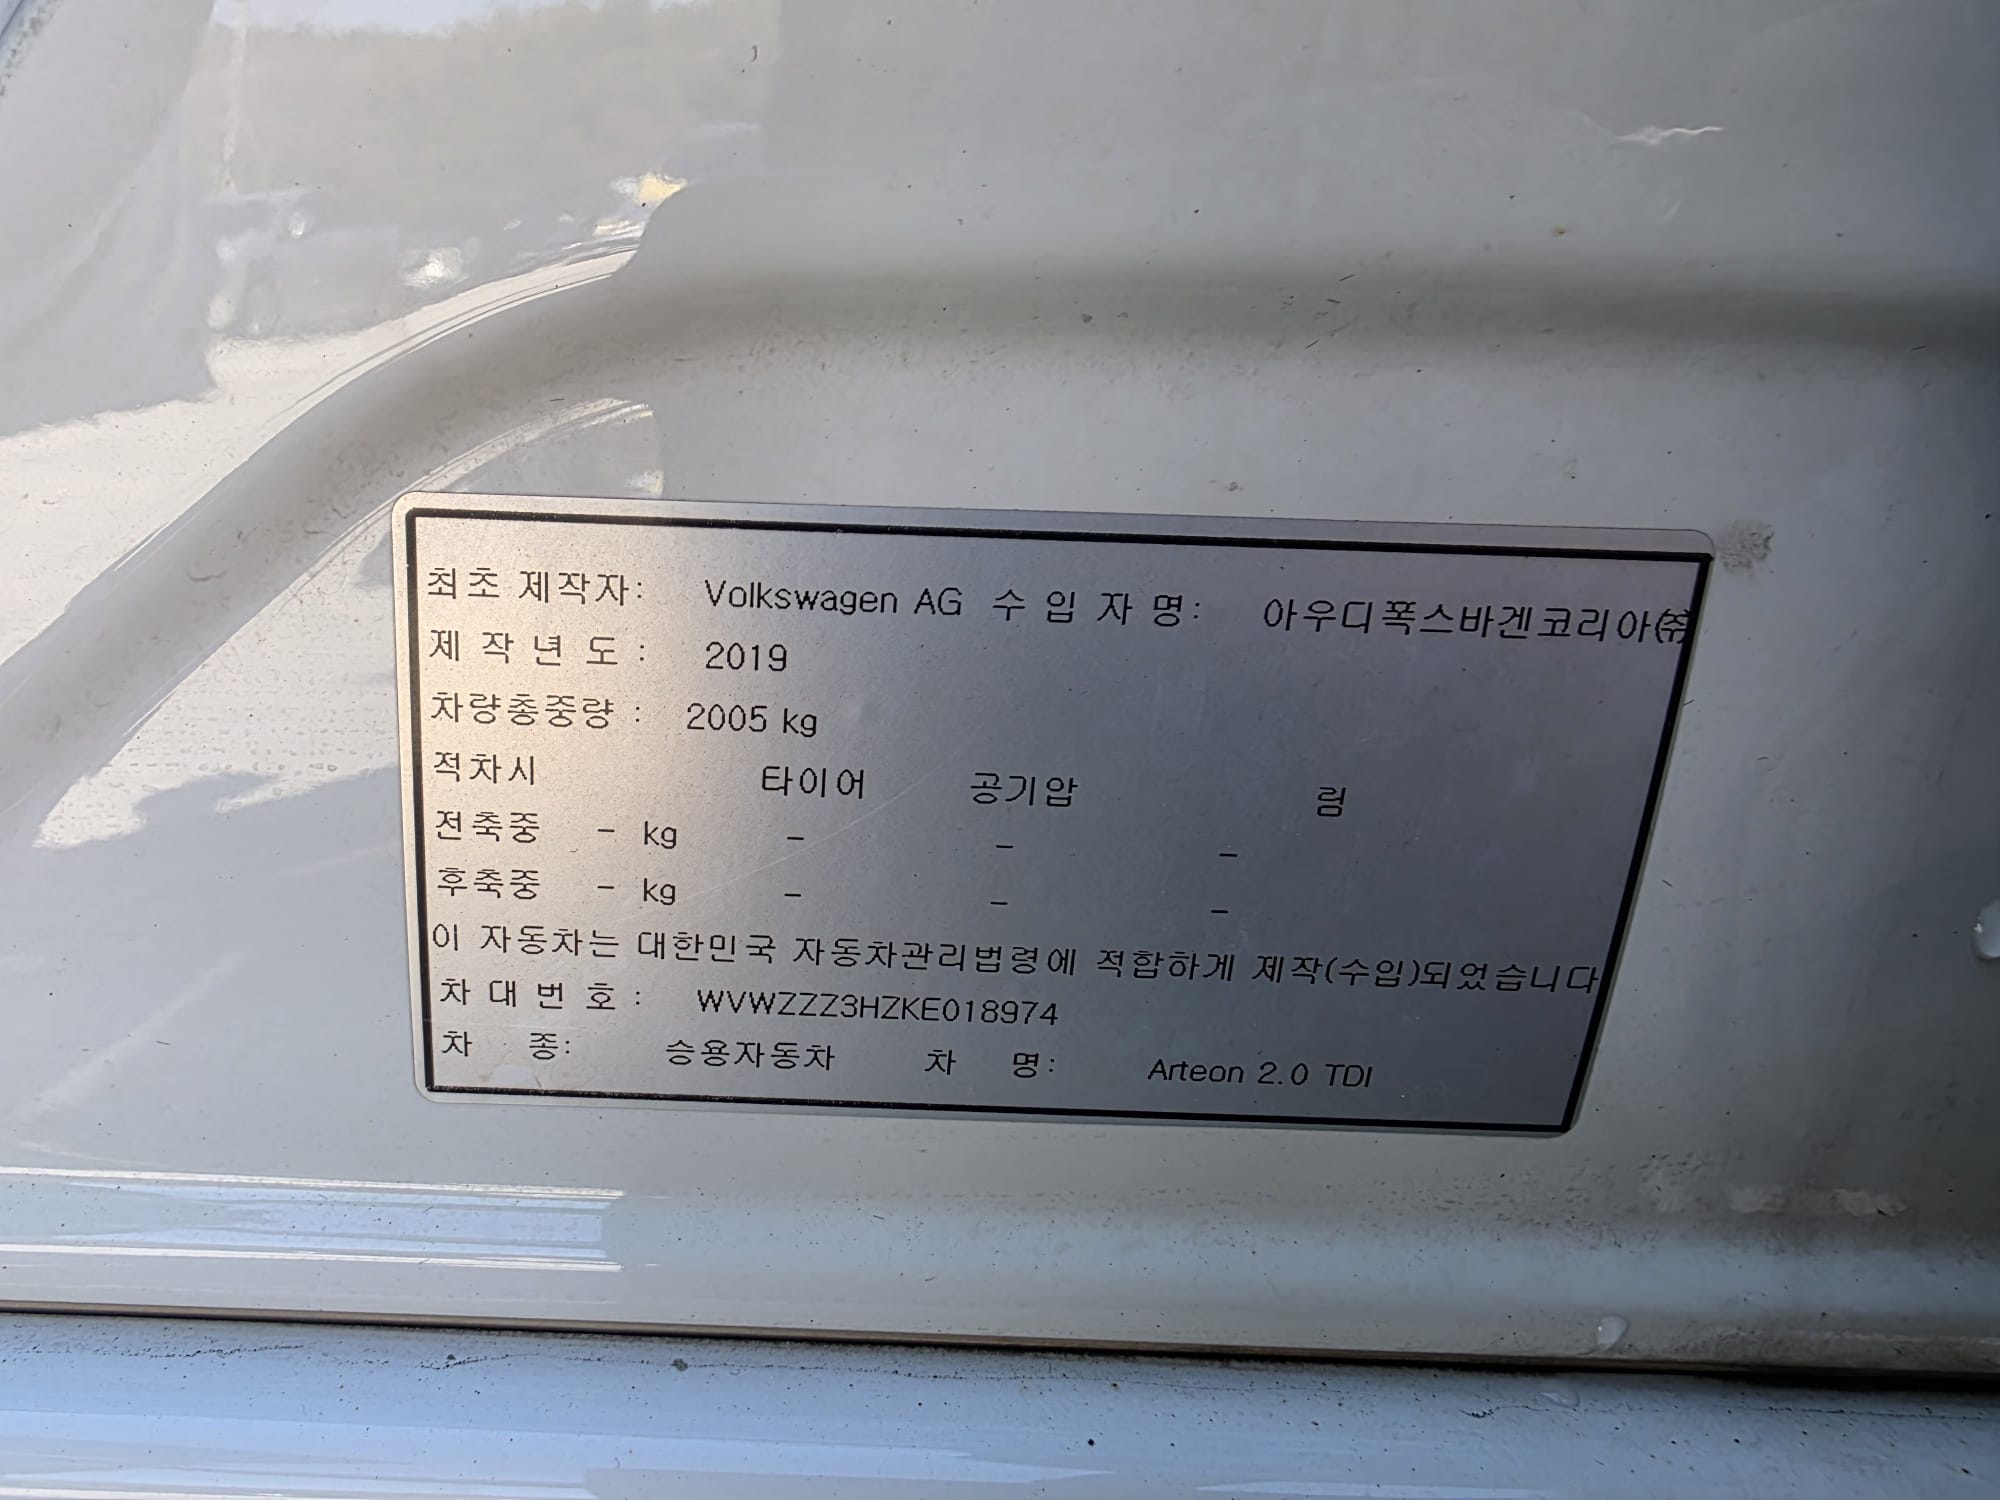 최초 제작자: Volkswagen AG 수 입 자 명: 아우디폭스바겐코리아㈜
제 작 년 도 : 2019
차량총중량 : 2005 kg
적차시 타이어 공기압 림
전축중 - kg - - -
후축중 - kg - - -
이 자동차는 대한민국 자동차관리법령에 적합하게 제작(수입)되었습니다
차 대 번 호 : WVWZZZ3HZKE018974
차 종: 승용자동차 차 명: Arteon 2.0 TDI